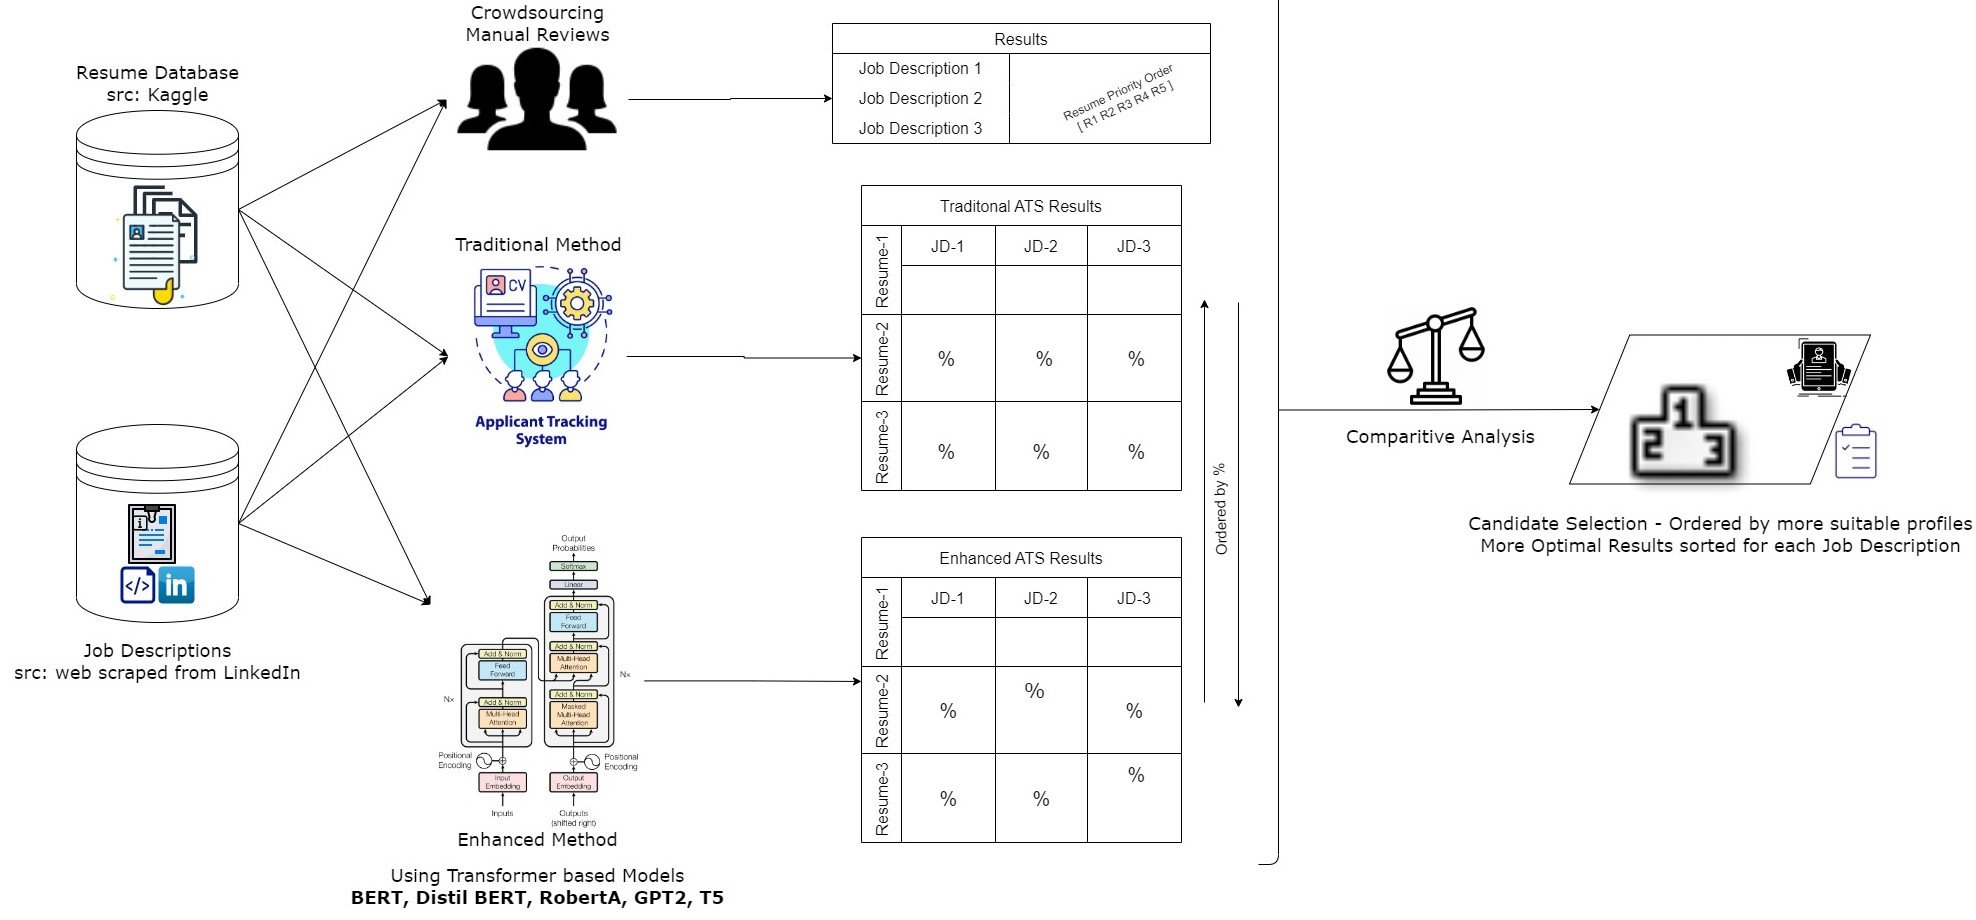 Crowdsourcing
Manual Reviews
Resume Database
src: Kaggle
Results
Job Description 1
Job Description 2
Job Description 3
Resume Priority Order
[ R1 R2 R3 R4 R5 ]
Traditional Method
CV
Applicant Tracking
System
Traditonal ATS Results
Resume-1
JD-1
JD-2
JD-3
Resume-2
%
%
%
Resume-3
%
%
%
Ordered by %
Comparitive Analysis
1
2
3
Candidate Selection - Ordered by more suitable profiles
More Optimal Results sorted for each Job Description
i
</>
in
Job Descriptions
src: web scraped from LinkedIn
Output
Probabilities
Softmax
Linear
Add & Norm
Feed
Forward
Add & Norm
Multi-Head
Attention
Add & Norm
Masked
Multi-Head
Attention
Nx
Add & Norm
Feed
Forward
Nx
Add & Norm
Multi-Head
Attention
Positional
Encoding
Positional
Encoding
Input
Embedding
Output
Embedding
Inputs
Outputs
(shifted right)
Enhanced Method
Using Transformer based Models
BERT, Distil BERT, RobertA, GPT2, T5
Enhanced ATS Results
Resume-1
JD-1
JD-2
JD-3
Resume-2
%
%
%
Resume-3
%
%
%